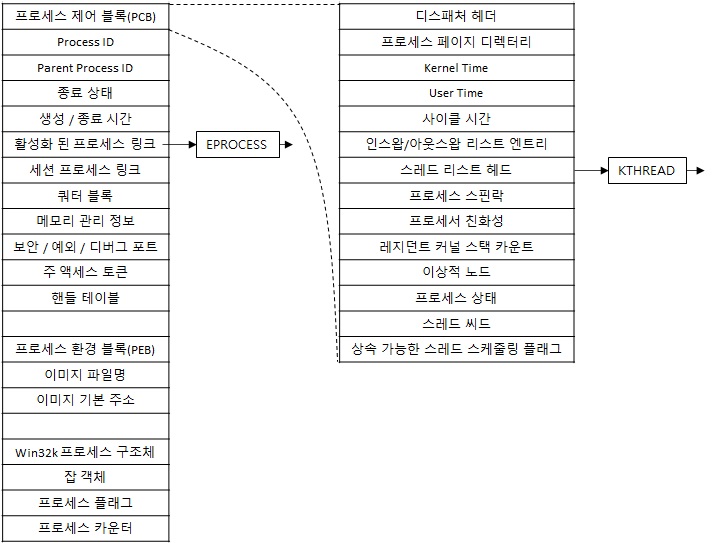 프로세스 제어 블록(PCB)
Process ID
Parent Process ID
종료 상태
생성 / 종료 시간
활성화 된 프로세스 링크
세션 프로세스 링크
쿼터 블록
메모리 관리 정보
보안 / 예외 / 디버그 포트
주 액세스 토큰
핸들 테이블
프로세스 환경 블록(PEB)
이미지 파일명
이미지 기본 주소
Win32k 프로세스 구조체
잡 객체
프로세스 플래그
프로세스 카운터
EPROCESS
디스패처 헤더
프로세스 페이지 디렉터리
Kernel Time
User Time
사이클 시간
인스왑/아웃스왑 리스트 엔트리
스레드 리스트 헤드
프로세스 스핀락
프로세서 친화성
레지던트 커널 스택 카운트
이상적 노드
프로세스 상태
스레드 씨드
상속 가능한 스레드 스케줄링 플래그
KTHREAD